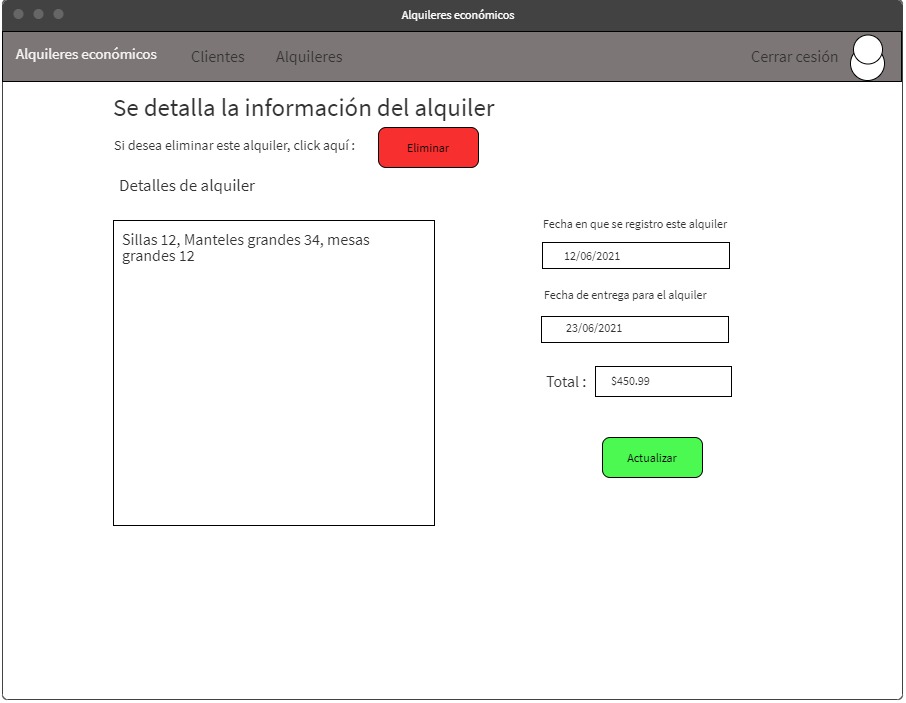 Alquileres económicos
Alquileres económicos
Clientes
Alquileres
Cerrar cesión
Se detalla la información del alquiler
Si desea eliminar este alquiler, click aquí :
Eliminar
Detalles de alquiler
Sillas 12, Manteles grandes 34, mesas
grandes 12
Fecha en que se registro este alquiler
12/06/2021
Fecha de entrega para el alquiler
23/06/2021
Total :
$450.99
Actualizar